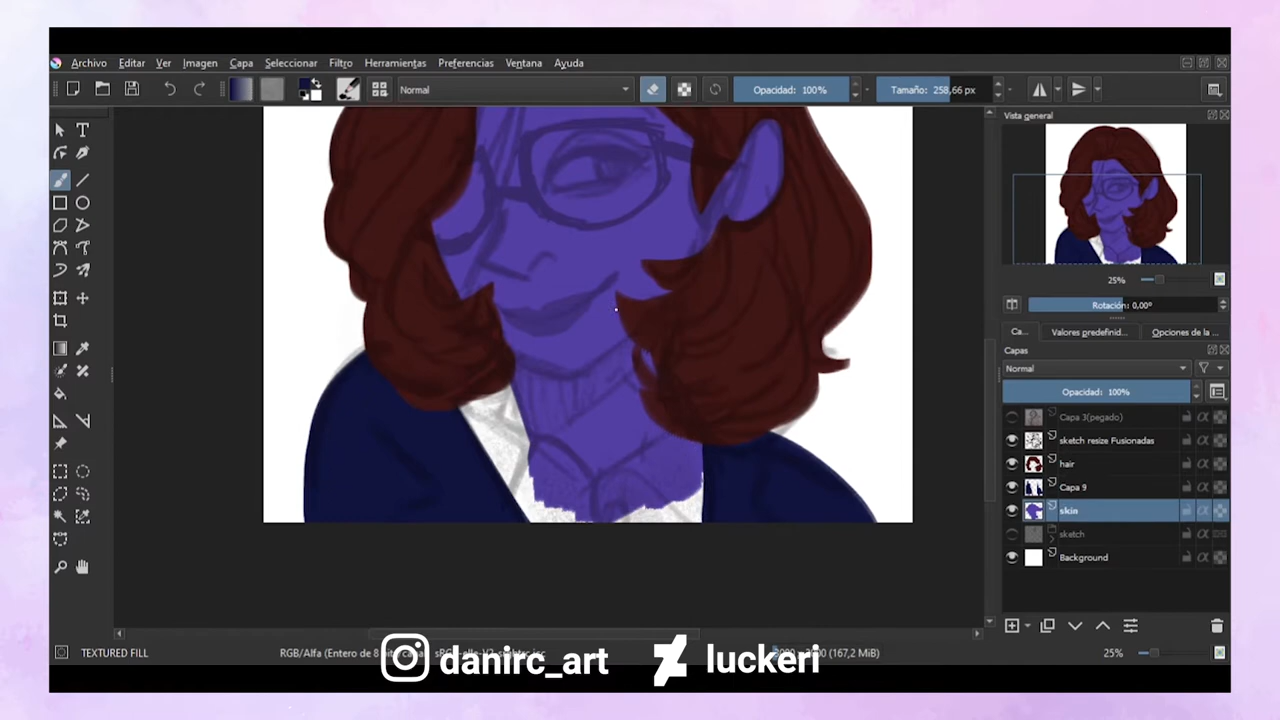 Archivo Editar Ver Imagen Capa Seleccionar Filtro Herramientas Preferencias Ventana Ayuda
Normal Opacidad: 100% Tamaño: 258,66 px
Vista general
25%
Rotación: 0,00°
Ca... Valores predefinid... Opciones de la ...
Capas
Normal
Opacidad: 100%
Capa 3(pegado)
sketch resize Fusionadas
hair
Capa 9
skin
sketch
Background
TEXTURED FILL
RGB/Alfa (Entero de 8
(167,2 MiB)
25%
danirc_art luckeri